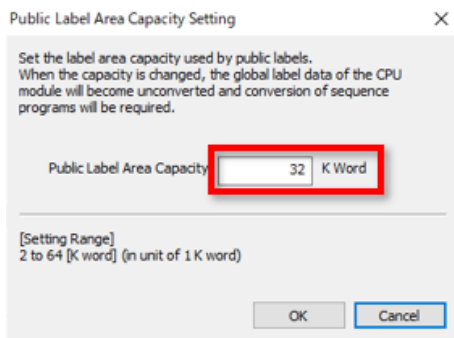 Public Label Area Capacity Setting
Set the label area capacity used by public labels.
When the capacity is changed, the global label data of the CPU
module will become unconverted and conversion of sequence
programs will be required.
Public Label Area Capacity 32 K Word
[Setting Range]
2 to 64 [K word] (in unit of 1 K word)
OK Cancel